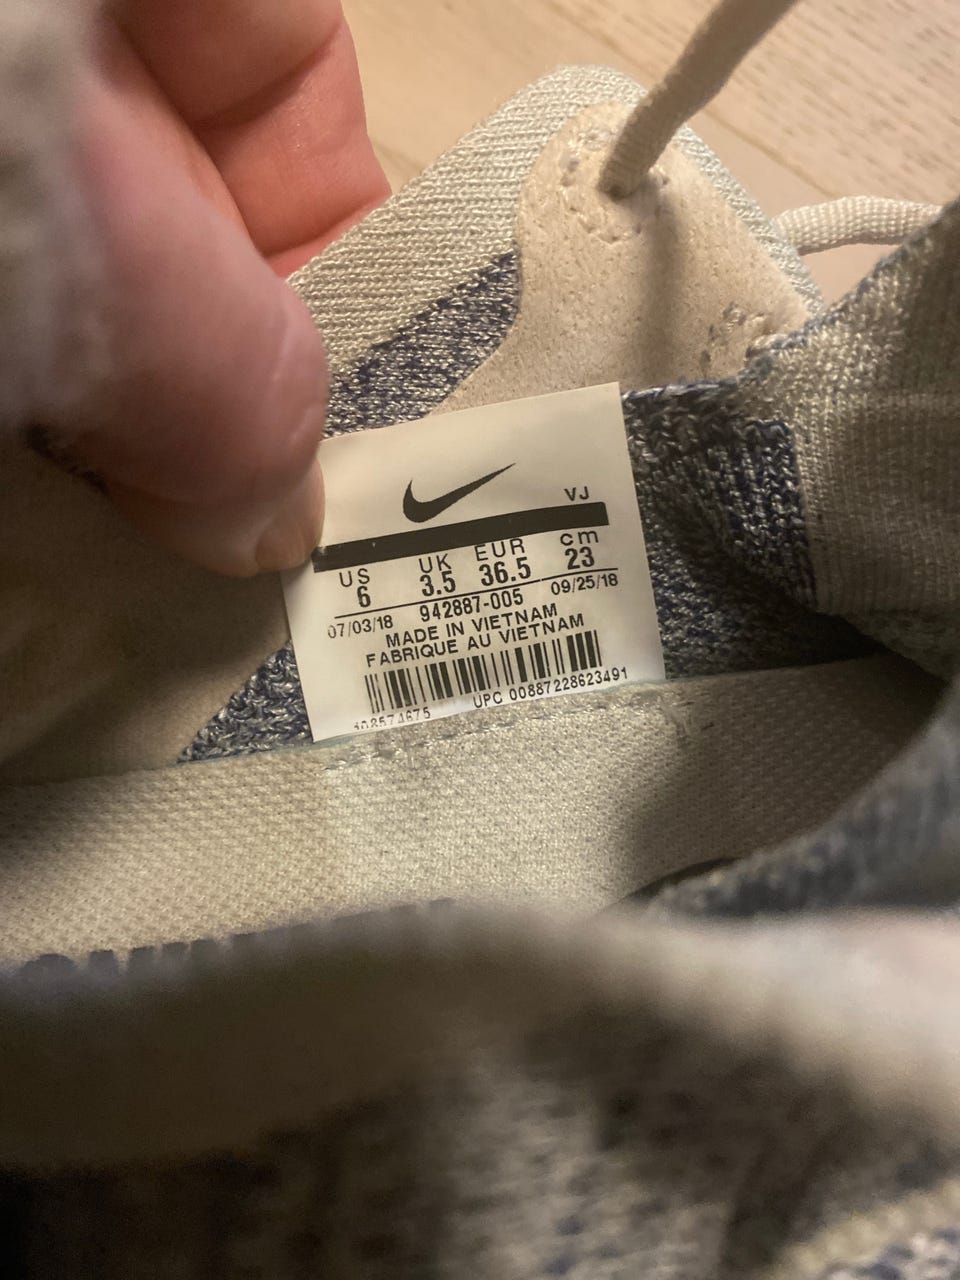 VJ
US UK EUR cm
6 3.5 36.5 23
07/03/18 942887-005 09/25/18
MADE IN VIETNAM
FABRIQUE AU VIETNAM
UPC 00887228623491